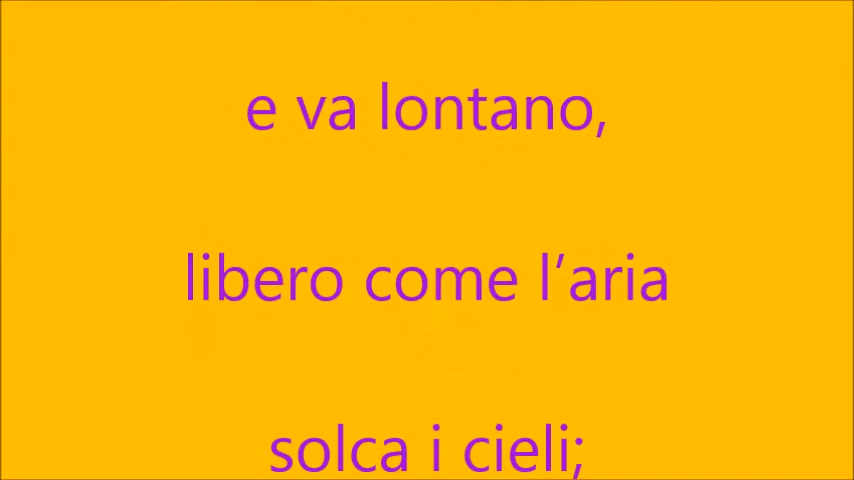 e va lontano,
libero come l’aria
solca i cieli;